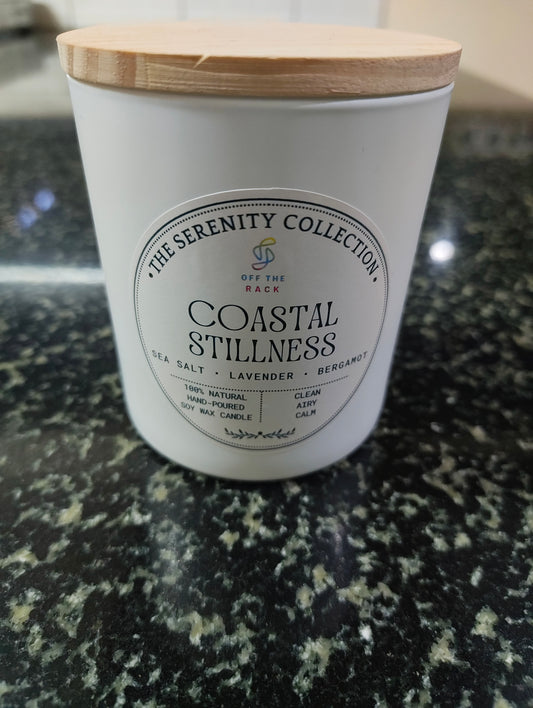 • THE SERENITY COLLECTION •
OFF THE
RACK
COASTAL
STILLNESS
SEA SALT • LAVENDER • BERGAMOT
100% NATURAL
HAND-POURED
SOY WAX CANDLE
CLEAN
AIRY
CALM